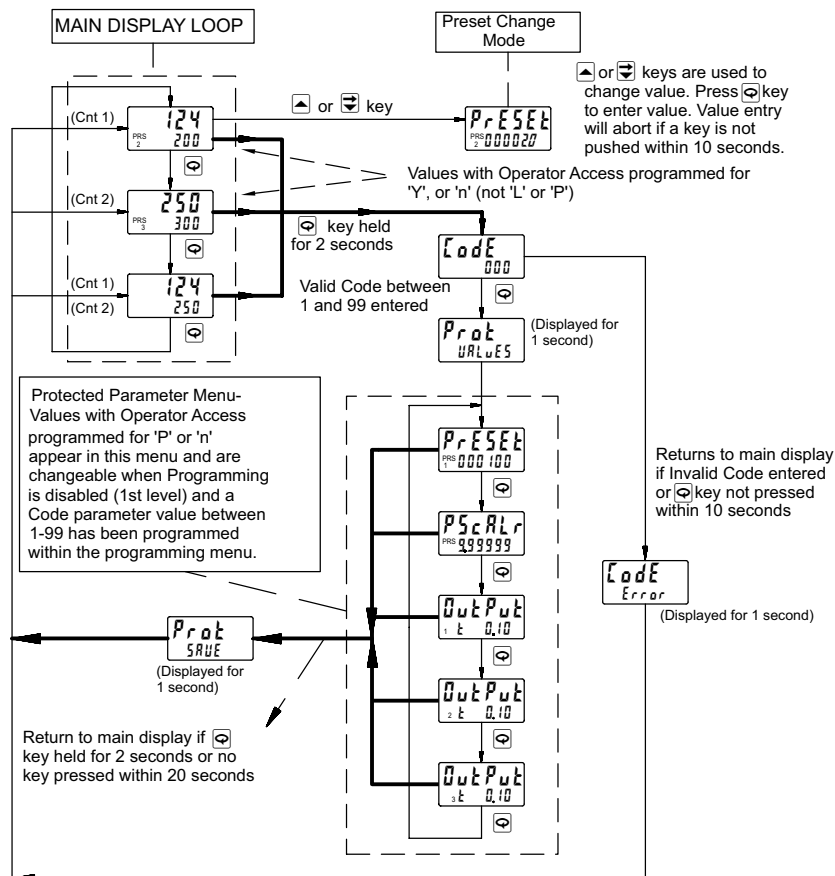 MAIN DISPLAY LOOP
Preset Change
Mode
(Cnt 1)
124
PRS
2
200
▲ or key
PrESEt
PRS
2
000020
▲ or keys are used to
change value. Press key
to enter value. Value entry
will abort if a key is not
pushed within 10 seconds.
Values with Operator Access programmed for
'Y', or 'n' (not 'L' or 'P')
(Cnt 2)
250
PRS
3
300
key held
for 2 seconds
CodE
000
(Cnt 1)
(Cnt 2)
124
250
Valid Code between
1 and 99 entered
Prot
VALuES
(Displayed for
1 second)
Protected Parameter Menu-
Values with Operator Access
programmed for 'P' or 'n'
appear in this menu and are
changeable when Programming
is disabled (1st level) and a
Code parameter value between
1-99 has been programmed
within the programming menu.
PrESEt
PRS
1
000100
PScALr
PRS
9.99999
OutPut
1 t 0.10
OutPut
2 t 0.10
OutPut
3 t 0.10
Returns to main display
if Invalid Code entered
or key not pressed
within 10 seconds
CodE
Error
(Displayed for 1 second)
Prot
SAVE
(Displayed for
1 second)
Return to main display if
key held for 2 seconds or no
key pressed within 20 seconds